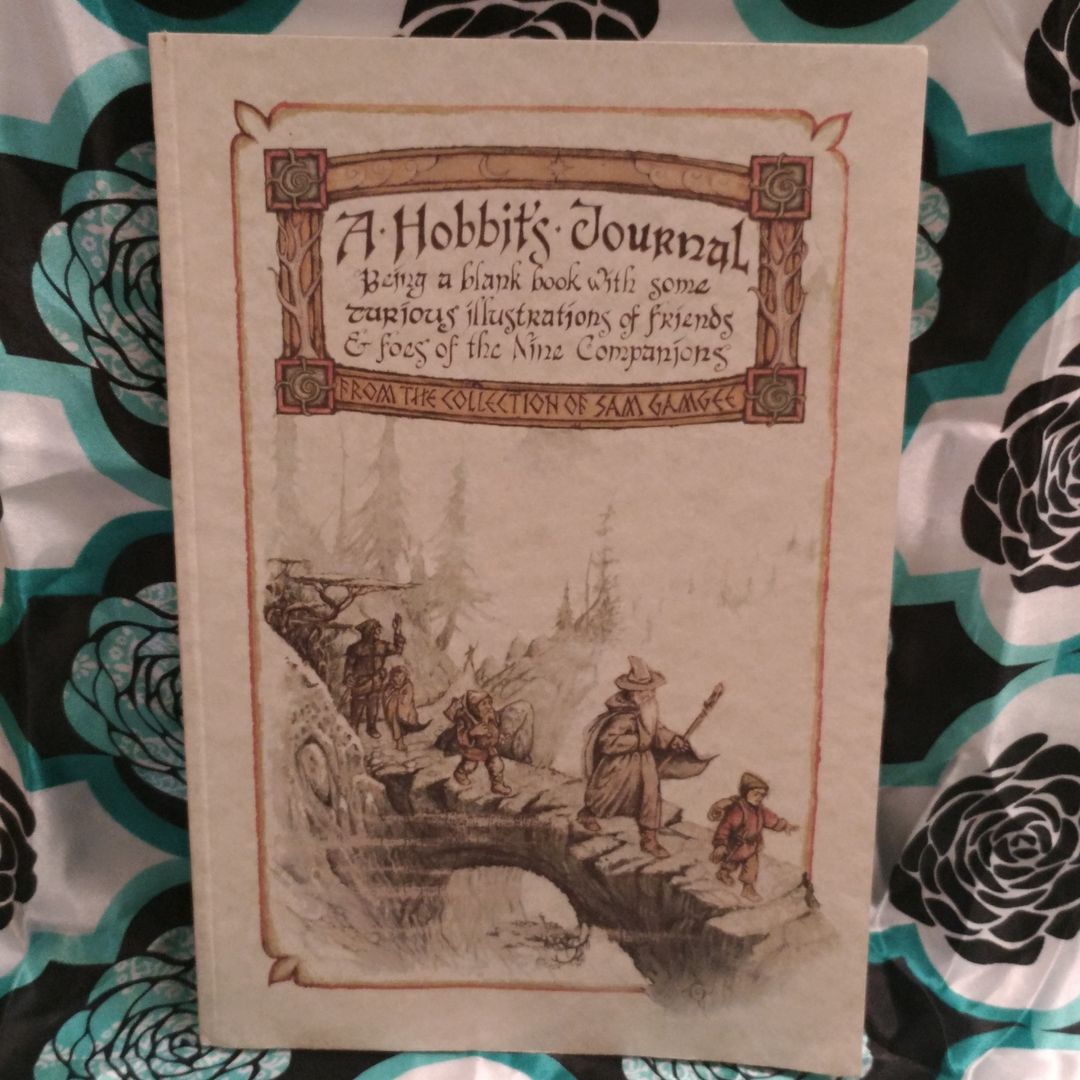 A · Hobbit's · Journal
Being a blank book with some
curious illustrations of friends
& foes of the Nine Companions
FROM THE COLLECTION OF SAM GAMGEE